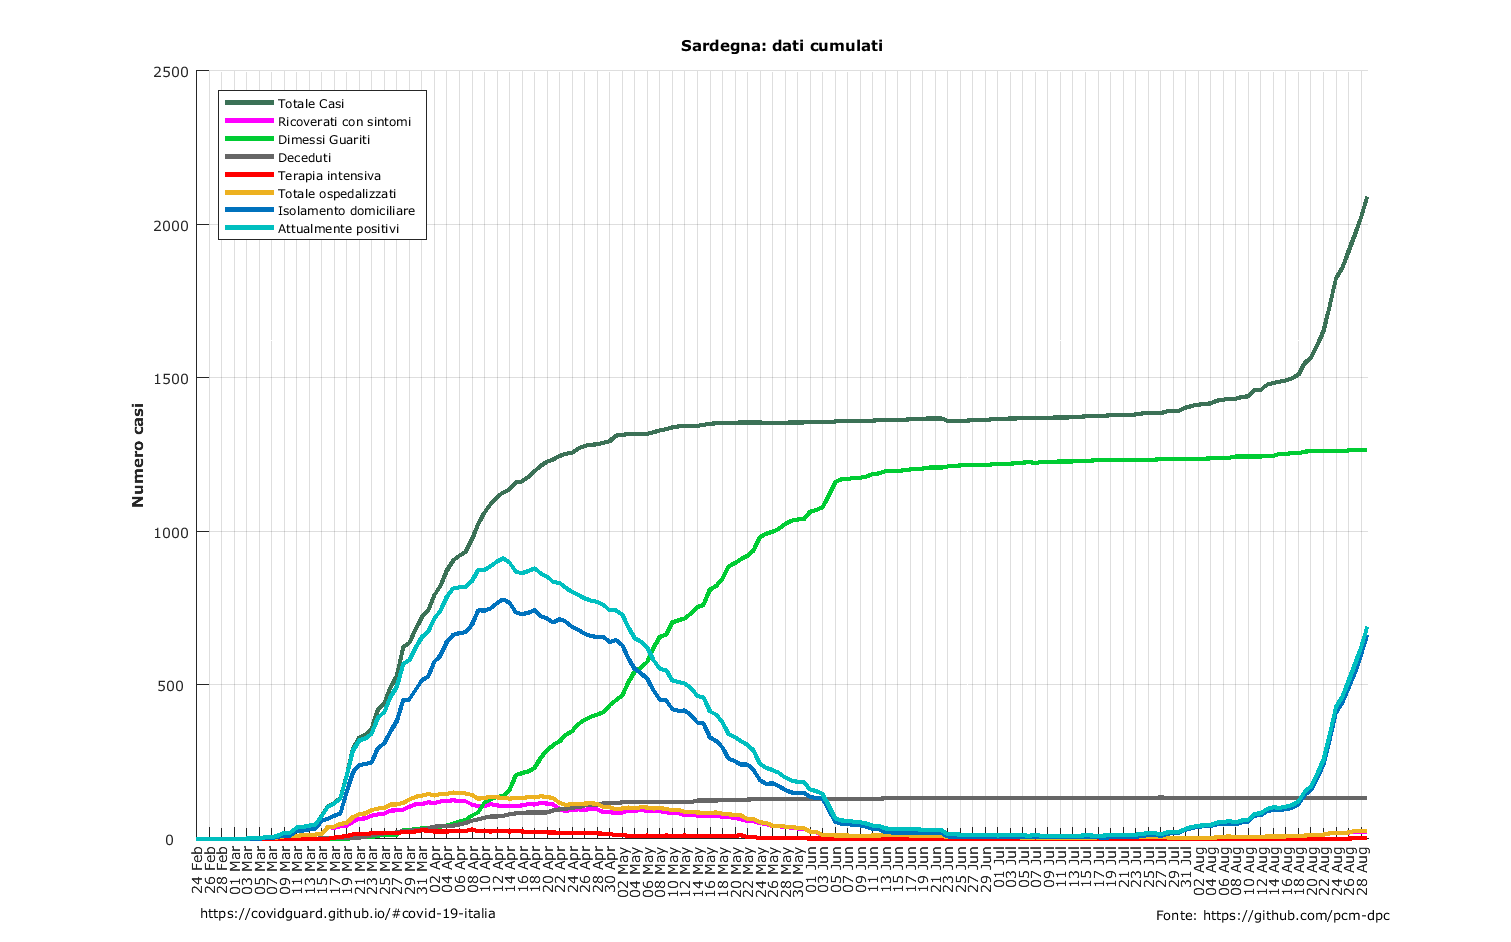 Sardegna: dati cumulati
2500
2000
1500
1000
500
0
Numero casi
Totale Casi
Ricoverati con sintomi
Dimessi Guariti
Deceduti
Terapia intensiva
Totale ospedalizzati
Isolamento domiciliare
Attualmente positivi
24 Feb
26 Feb
28 Feb
01 Mar
03 Mar
05 Mar
07 Mar
09 Mar
11 Mar
13 Mar
15 Mar
17 Mar
19 Mar
21 Mar
23 Mar
25 Mar
27 Mar
29 Mar
31 Mar
02 Apr
04 Apr
06 Apr
08 Apr
10 Apr
12 Apr
14 Apr
16 Apr
18 Apr
20 Apr
22 Apr
24 Apr
26 Apr
28 Apr
30 Apr
02 May
04 May
06 May
08 May
10 May
12 May
14 May
16 May
18 May
20 May
22 May
24 May
26 May
28 May
30 May
01 Jun
03 Jun
05 Jun
07 Jun
09 Jun
11 Jun
13 Jun
15 Jun
17 Jun
19 Jun
21 Jun
23 Jun
25 Jun
27 Jun
29 Jun
01 Jul
03 Jul
05 Jul
07 Jul
09 Jul
11 Jul
13 Jul
15 Jul
17 Jul
19 Jul
21 Jul
23 Jul
25 Jul
27 Jul
29 Jul
31 Jul
02 Aug
04 Aug
06 Aug
08 Aug
10 Aug
12 Aug
14 Aug
16 Aug
18 Aug
20 Aug
22 Aug
24 Aug
26 Aug
28 Aug
https://covidguard.github.io/#covid-19-italia
Fonte: https://github.com/pcm-dpc